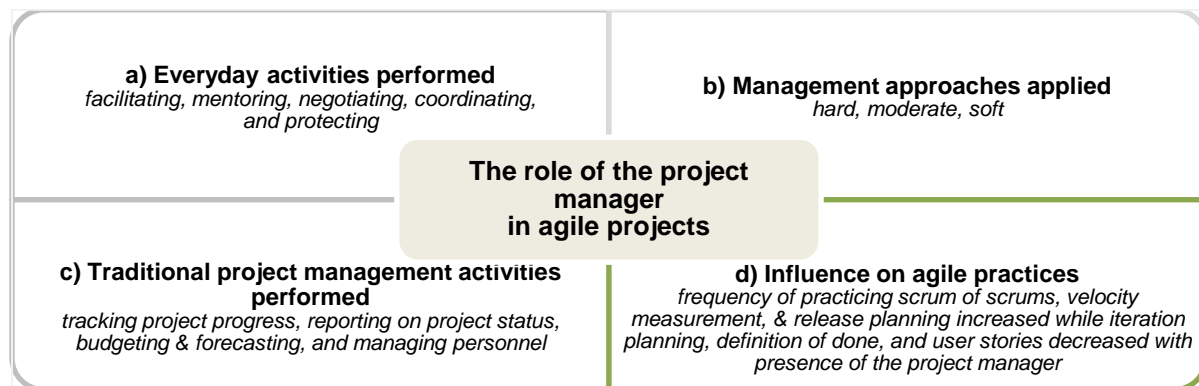 a) Everyday activities performed
facilitating, mentoring, negotiating, coordinating,
and protecting
b) Management approaches applied
hard, moderate, soft
The role of the project
manager
in agile projects
c) Traditional project management activities
performed
tracking project progress, reporting on project status,
budgeting & forecasting, and managing personnel
d) Influence on agile practices
frequency of practicing scrum of scrums, velocity
measurement, & release planning increased while iteration
planning, definition of done, and user stories decreased with
presence of the project manager